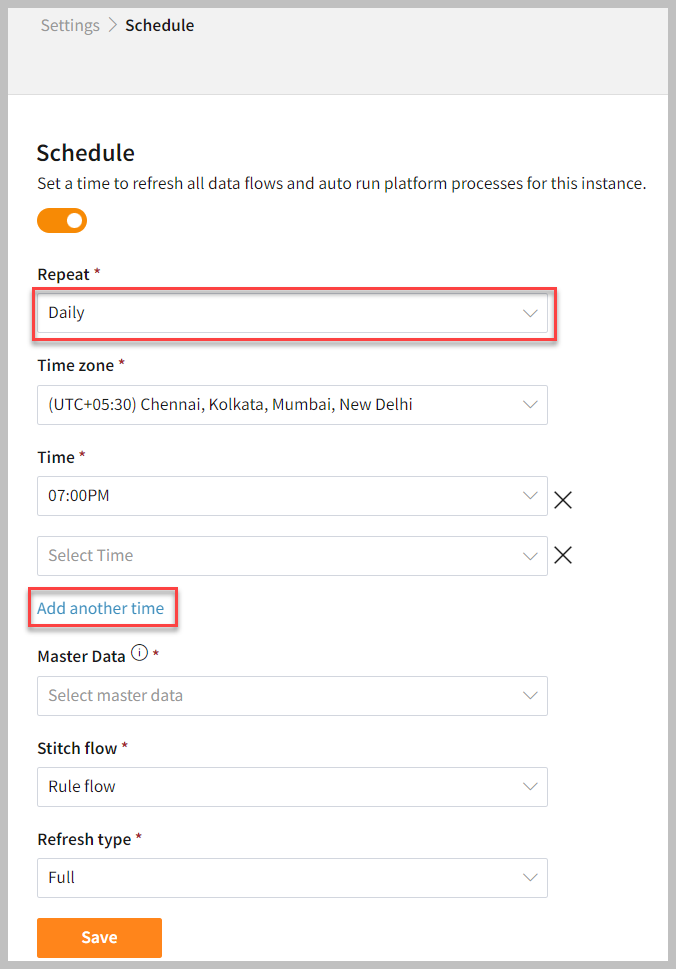 Settings > Schedule
Schedule
Set a time to refresh all data flows and auto run platform processes for this instance.
Repeat *
Daily
Time zone *
(UTC+05:30) Chennai, Kolkata, Mumbai, New Delhi
Time *
07:00PM
Select Time
Add another time
Master Data ⓘ *
Select master data
Stitch flow *
Rule flow
Refresh type *
Full
Save